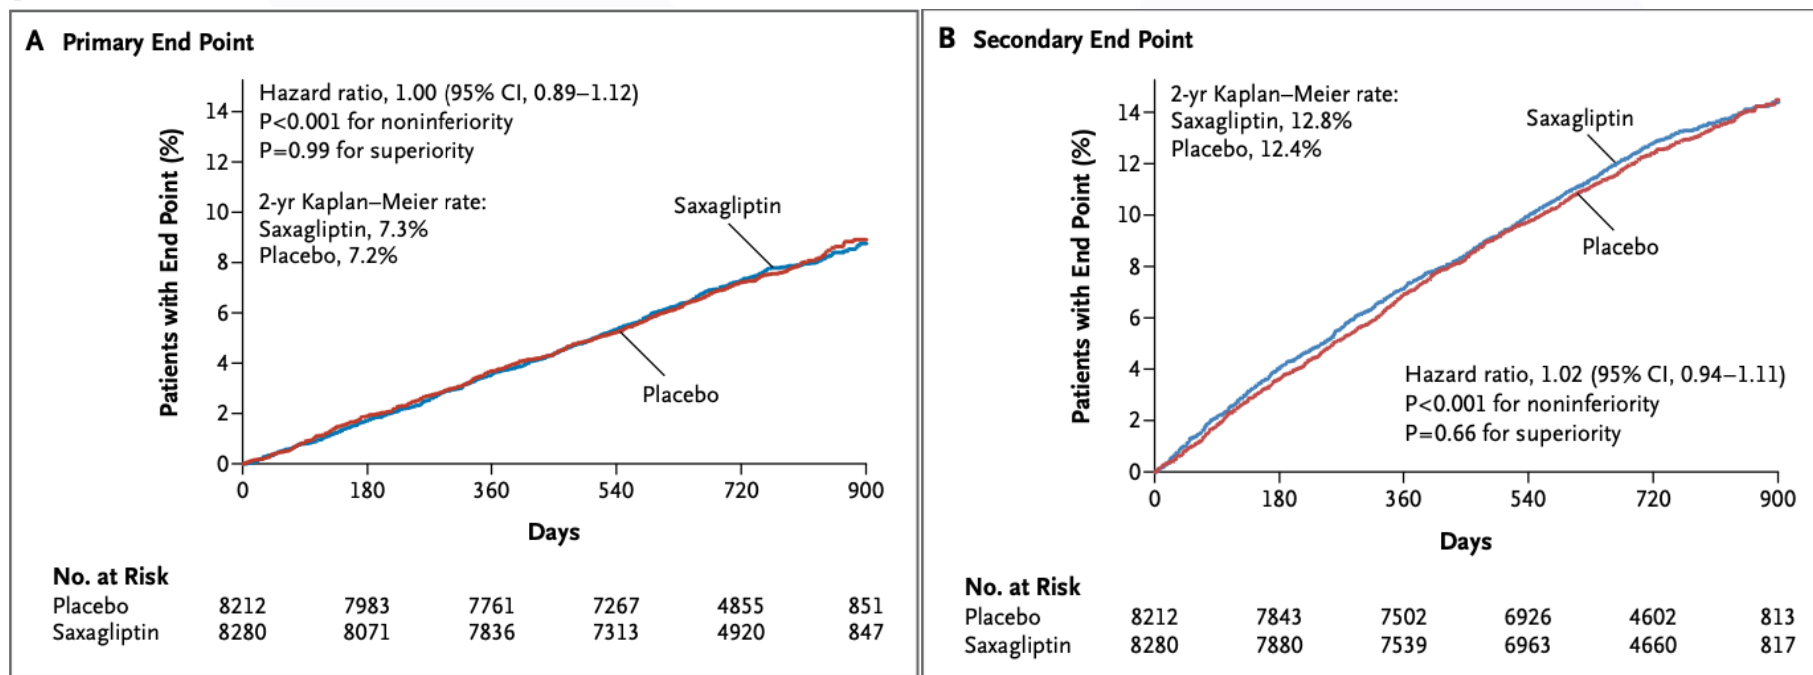 A Primary End Point
Hazard ratio, 1.00 (95% CI, 0.89–1.12)
P<0.001 for noninferiority
P=0.99 for superiority
2-yr Kaplan–Meier rate:
Saxagliptin, 7.3%
Placebo, 7.2%
Patients with End Point (%)
14
12
10
8
6
4
2
0
Saxagliptin
Placebo
0 180 360 540 720 900
Days
No. at Risk
Placebo 8212 7983 7761 7267 4855 851
Saxagliptin 8280 8071 7836 7313 4920 847
B Secondary End Point
2-yr Kaplan–Meier rate:
Saxagliptin, 12.8%
Placebo, 12.4%
Patients with End Point (%)
14
12
10
8
6
4
2
0
Saxagliptin
Placebo
Hazard ratio, 1.02 (95% CI, 0.94–1.11)
P<0.001 for noninferiority
P=0.66 for superiority
0 180 360 540 720 900
Days
No. at Risk
Placebo 8212 7843 7502 6926 4602 813
Saxagliptin 8280 7880 7539 6963 4660 817